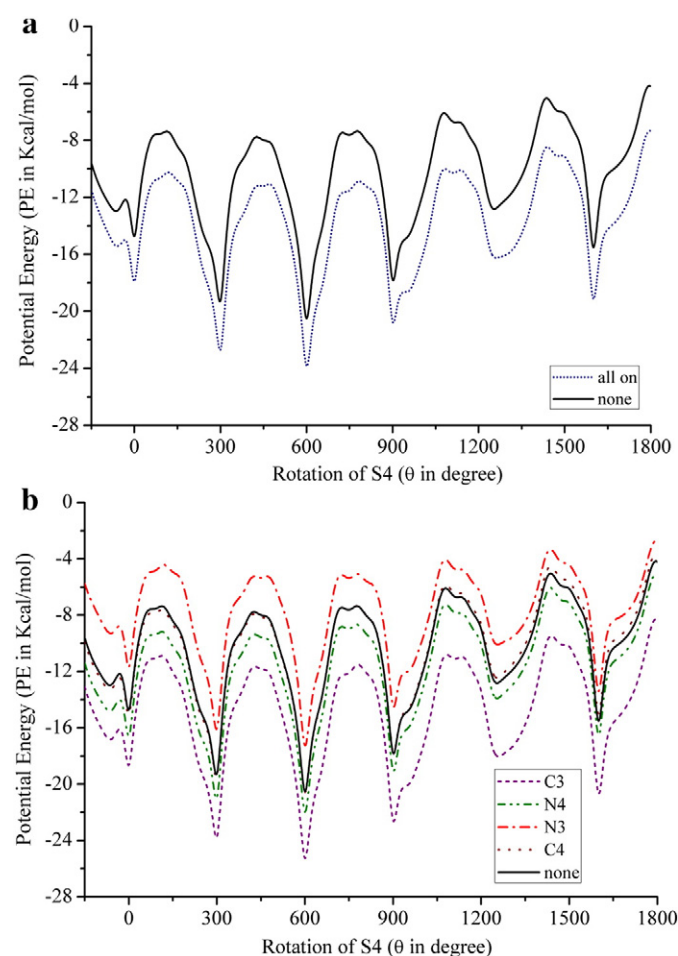 a
0
-4
-8
-12
-16
-20
-24
-28
Potential Energy (PE in Kcal/mol)
all on
none
0 300 600 900 1200 1500 1800
Rotation of S4 (θ in degree)
b
0
-4
-8
-12
-16
-20
-24
-28
Potential Energy (PE in Kcal/mol)
C3
N4
N3
C4
none
0 300 600 900 1200 1500 1800
Rotation of S4 (θ in degree)